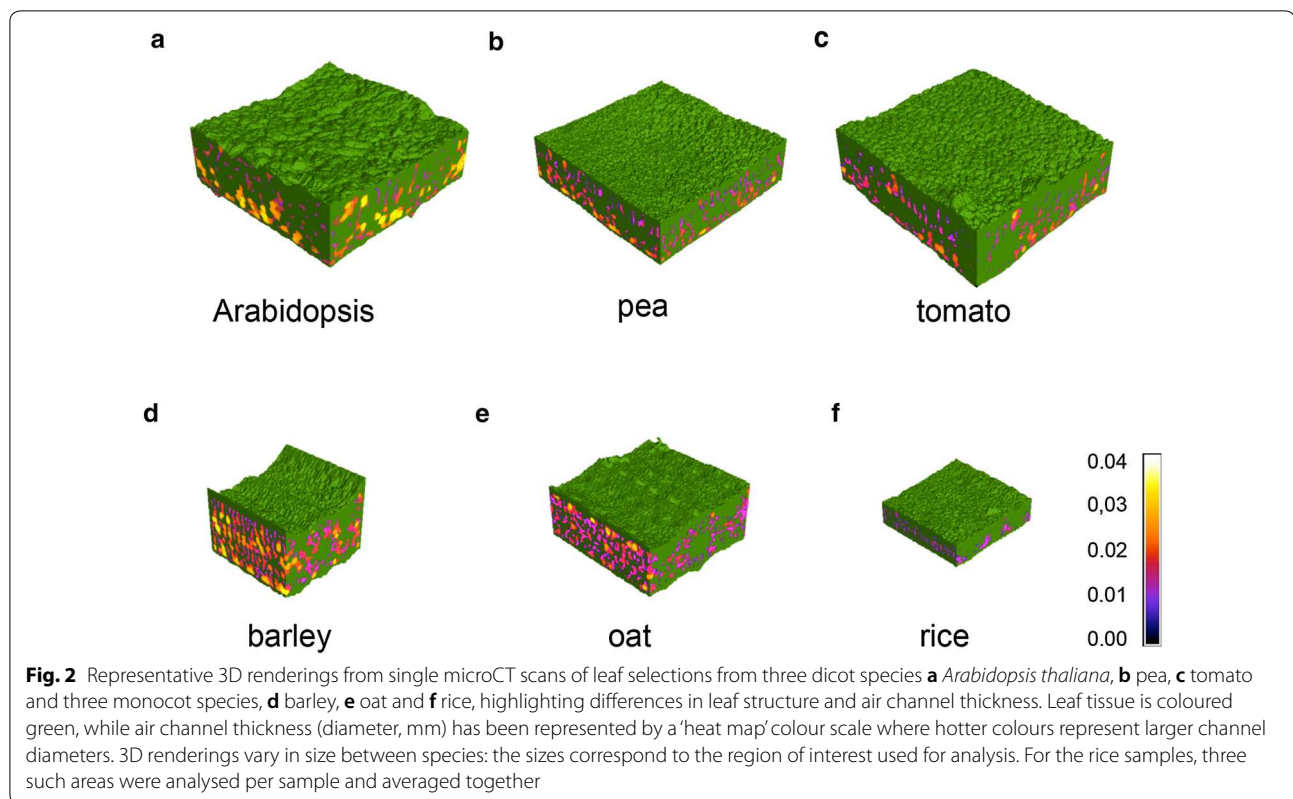 a
b
c
Arabidopsis
pea
tomato
d
e
f
0.04
0,03
0.02
0.01
0.00
barley
oat
rice
Fig. 2 Representative 3D renderings from single microCT scans of leaf selections from three dicot species a Arabidopsis thaliana, b pea, c tomato
and three monocot species, d barley, e oat and f rice, highlighting differences in leaf structure and air channel thickness. Leaf tissue is coloured
green, while air channel thickness (diameter, mm) has been represented by a ‘heat map’ colour scale where hotter colours represent larger channel
diameters. 3D renderings vary in size between species: the sizes correspond to the region of interest used for analysis. For the rice samples, three
such areas were analysed per sample and averaged together